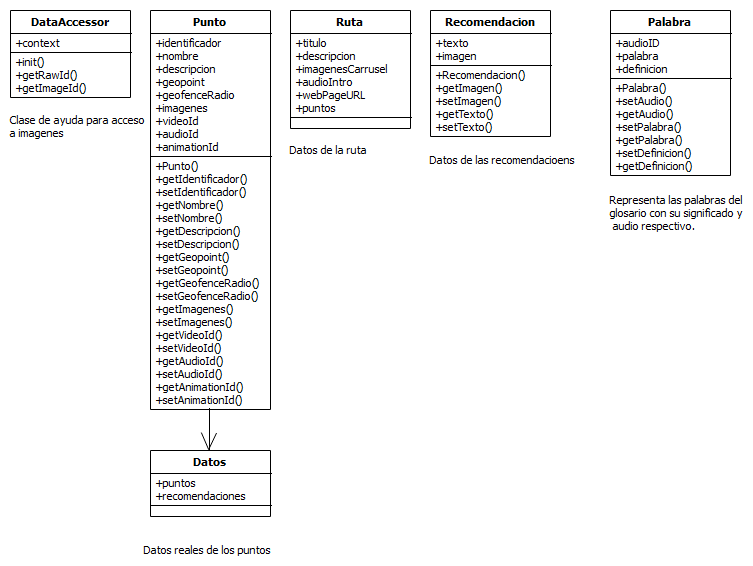 DataAccessor
+context
+init()
+getRawId()
+getImageId()
Clase de ayuda para acceso
a imagenes
Punto
+identificador
+nombre
+descripcion
+geopoint
+geofenceRadio
+imagenes
+videoId
+audioId
+animationId
+Punto()
+getIdentificador()
+setIdentificador()
+getNombre()
+setNombre()
+getDescripcion()
+setDescripcion()
+getGeopoint()
+setGeopoint()
+getGeofenceRadio()
+setGeofenceRadio()
+getImagenes()
+setImagenes()
+getVideoId()
+setVideoId()
+getAudioId()
+setAudioId()
+getAnimationId()
+setAnimationId()
Ruta
+titulo
+descripcion
+imagenesCarrusel
+audioIntro
+webPageURL
+puntos
Datos de la ruta
Recomendacion
+texto
+imagen
+Recomendacion()
+getImagen()
+setImagen()
+getTexto()
+setTexto()
Datos de las recomendacioens
Palabra
+audioID
+palabra
+definicion
+Palabra()
+setAudio()
+getAudio()
+setPalabra()
+getPalabra()
+setDefinicion()
+getDefinicion()
Representa las palabras del
glosario con su significado y
audio respectivo.
Datos
+puntos
+recomendaciones
Datos reales de los puntos